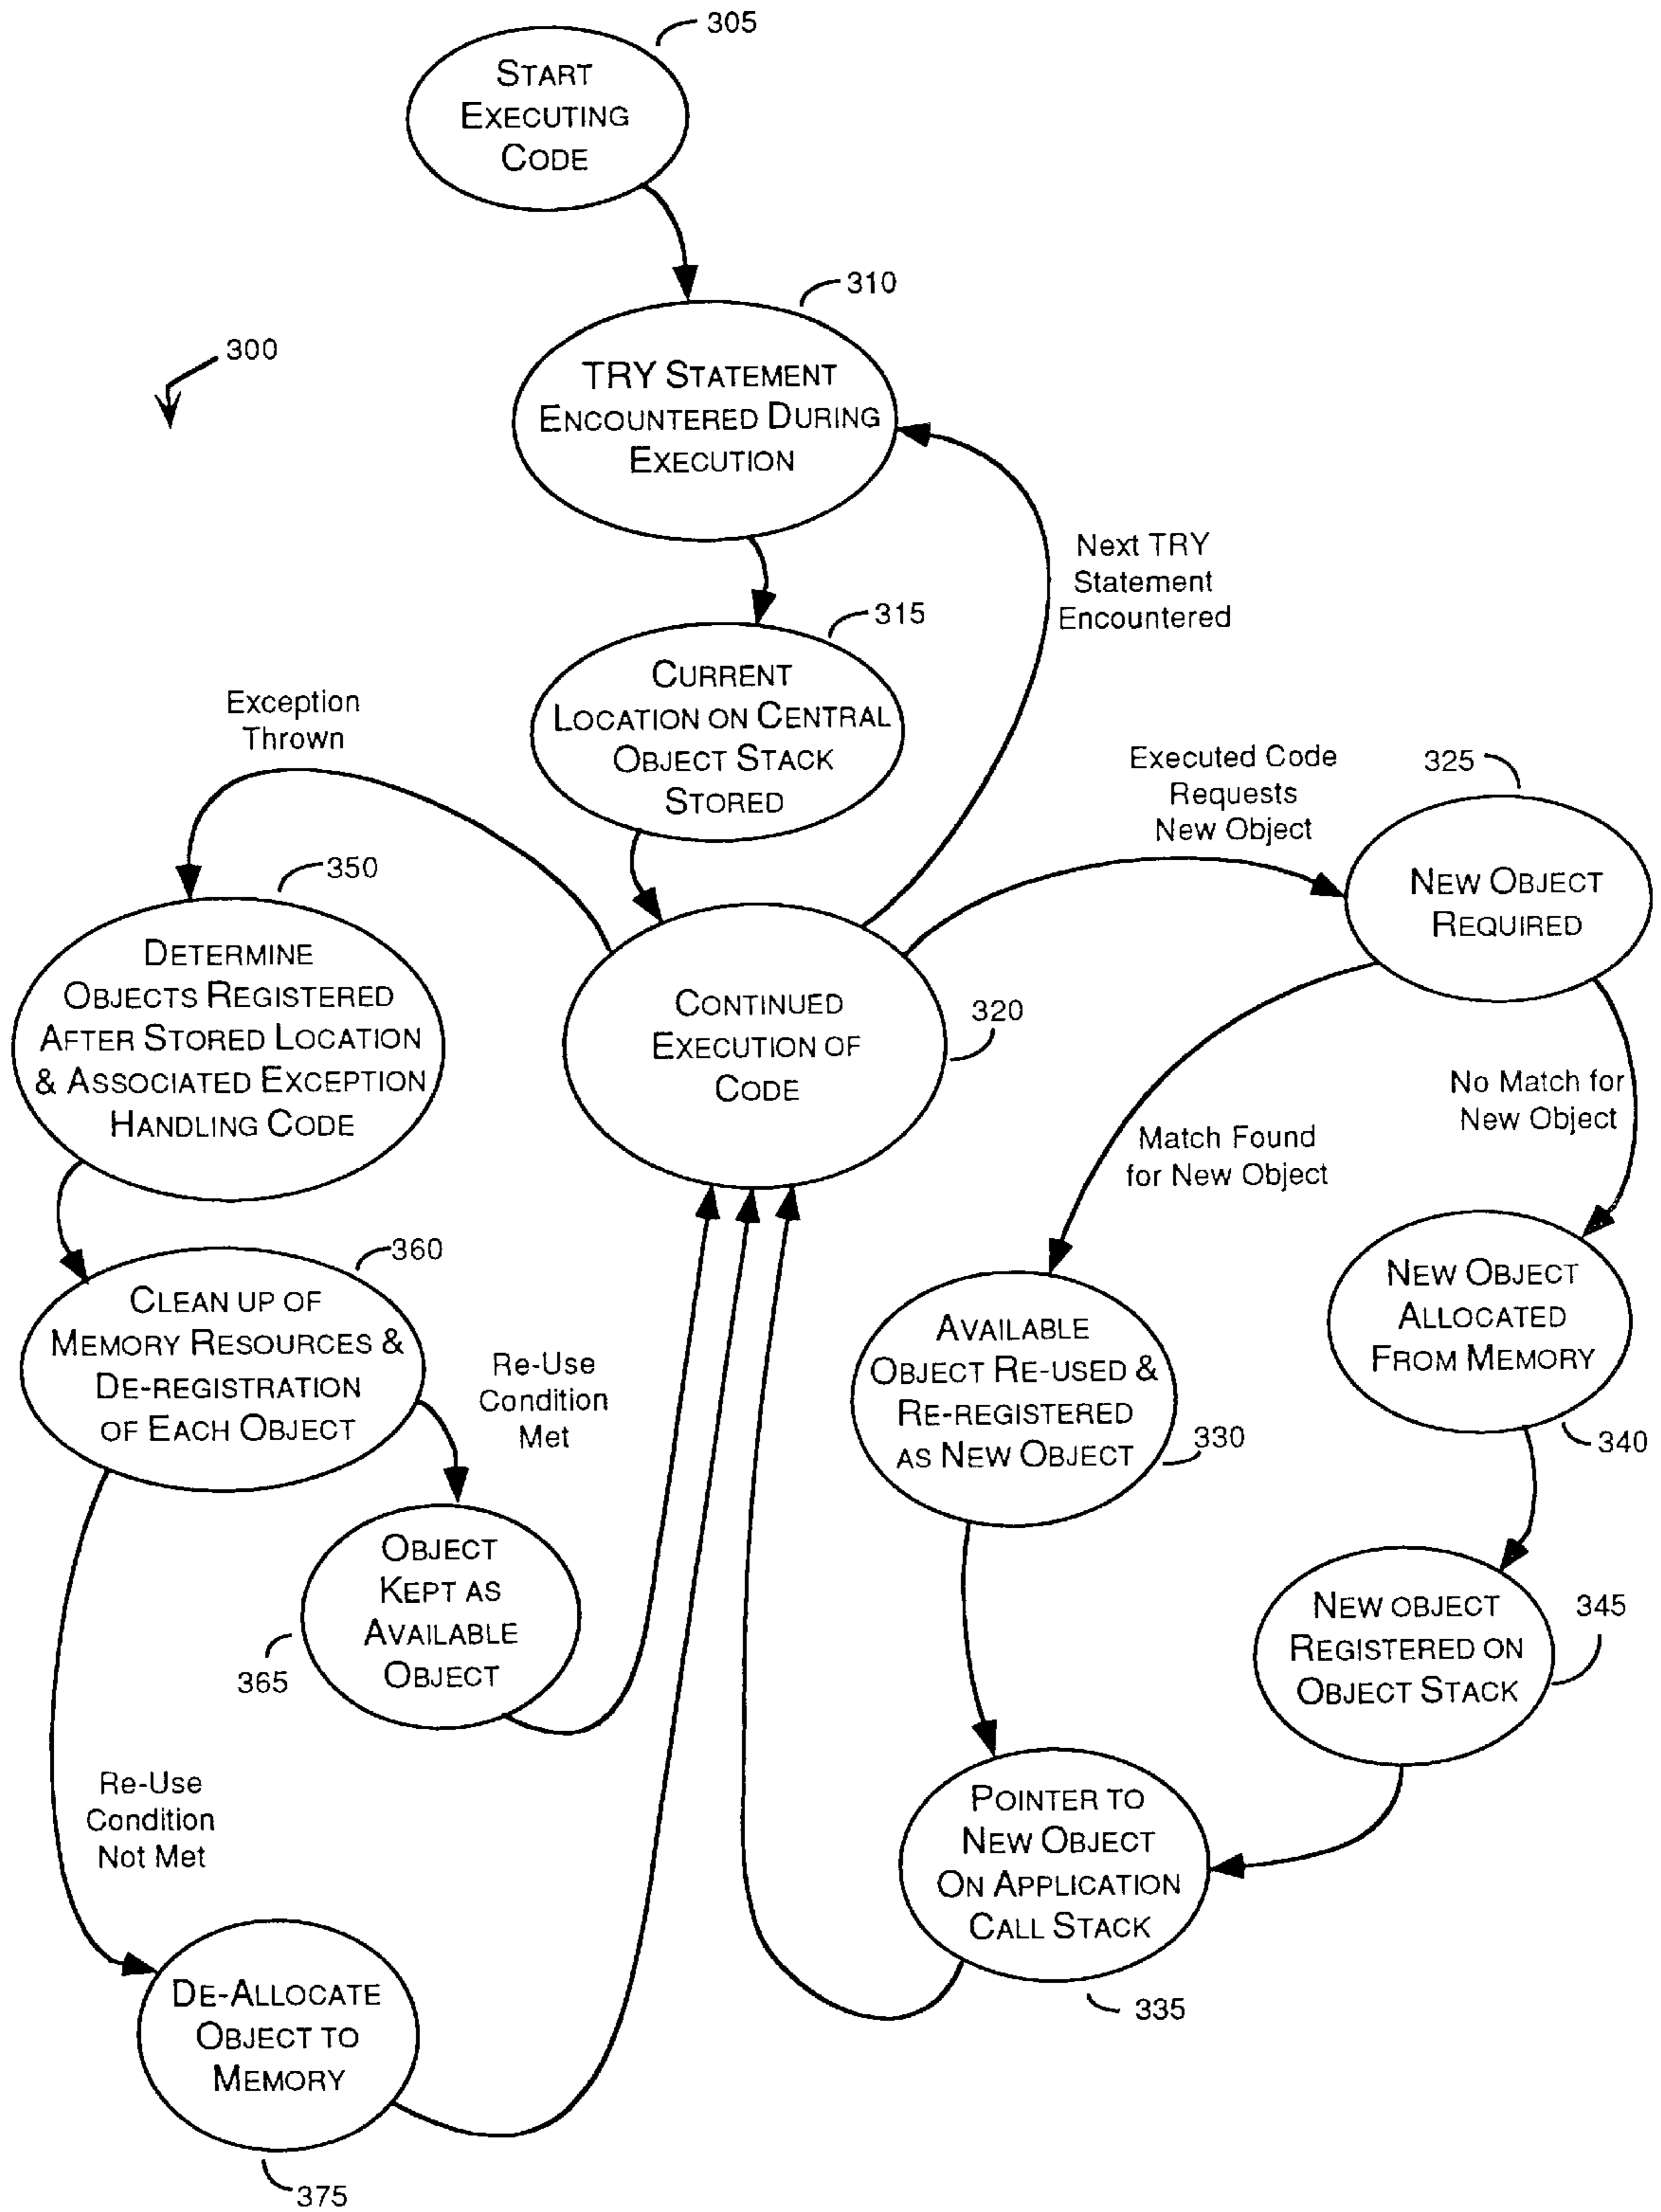 305
START
EXECUTING
CODE
310
300
TRY STATEMENT
ENCOUNTERED DURING
EXECUTION
Next TRY
Statement
Encountered
315
CURRENT
LOCATION ON CENTRAL
OBJECT STACK
STORED
Exception
Thrown
Executed Code
Requests
New Object
325
NEW OBJECT
REQUIRED
350
DETERMINE
OBJECTS REGISTERED
AFTER STORED LOCATION
& ASSOCIATED EXCEPTION
HANDLING CODE
CONTINUED
EXECUTION OF
CODE
320
No Match for
New Object
Match Found
for New Object
360
CLEAN UP OF
MEMORY RESOURCES &
DE-REGISTRATION
OF EACH OBJECT
Re-Use
Condition
Met
AVAILABLE
OBJECT RE-USED &
RE-REGISTERED
AS NEW OBJECT
330
NEW OBJECT
ALLOCATED
FROM MEMORY
340
OBJECT
KEPT AS
AVAILABLE
OBJECT
365
NEW OBJECT
REGISTERED ON
OBJECT STACK
345
Re-Use
Condition
Not Met
POINTER TO
NEW OBJECT
ON APPLICATION
CALL STACK
335
DE-ALLOCATE
OBJECT TO
MEMORY
375